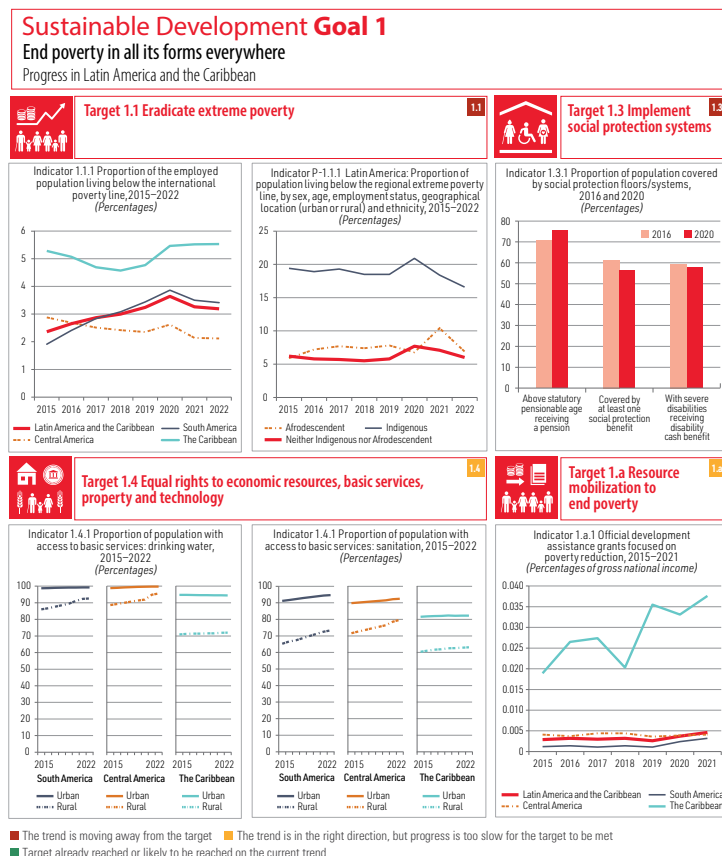 Sustainable Development Goal 1
End poverty in all its forms everywhere
Progress in Latin America and the Caribbean
Target 1.1 Eradicate extreme poverty
1.1
Target 1.3 Implement
social protection systems
1.3
Indicator 1.1.1 Proportion of the employed
population living below the international
poverty line, 2015–2022
(Percentages)
6
5
4
3
2
1
0
2015 2016 2017 2018 2019 2020 2021 2022
Latin America and the Caribbean
South America
Central America
The Caribbean
Indicator P-1.1.1 Latin America: Proportion of
population living below the regional extreme poverty
line, by sex, age, employment status, geographical
location (urban or rural) and ethnicity, 2015–2022
(Percentages)
25
20
15
10
5
0
2015 2016 2017 2018 2019 2020 2021 2022
Afrodescendent
Indigenous
Neither Indigenous nor Afrodescendent
Indicator 1.3.1 Proportion of population covered
by social protection floors/systems,
2016 and 2020
(Percentages)
80
70
60
50
40
30
20
10
0
2016 2020
Above statutory
pensionable age
receiving
a pension
Covered by
at least one
social protection
benefit
With severe
disabilities
receiving
disability
cash benefit
Target 1.4 Equal rights to economic resources, basic services,
property and technology
1.4
Target 1.a Resource
mobilization to
end poverty
1.a
Indicator 1.4.1 Proportion of population with
access to basic services: drinking water,
2015–2022
(Percentages)
100
90
80
70
60
50
40
30
20
10
0
2015 2022 2015 2022 2015 2022
South America Central America The Caribbean
Urban Urban Urban
Rural Rural Rural
Indicator 1.4.1 Proportion of population with
access to basic services: sanitation, 2015–2022
(Percentages)
100
90
80
70
60
50
40
30
20
10
0
2015 2022 2015 2022 2015 2022
South America Central America The Caribbean
Urban Urban Urban
Rural Rural Rural
Indicator 1.a.1 Official development
assistance grants focused on
poverty reduction, 2015–2021
(Percentages of gross national income)
0.040
0.035
0.030
0.025
0.020
0.015
0.010
0.005
0
2015 2016 2017 2018 2019 2020 2021
Latin America and the Caribbean
South America
Central America
The Caribbean
The trend is moving away from the target
The trend is in the right direction, but progress is too slow for the target to be met
Target already reached or likely to be reached on the current trend